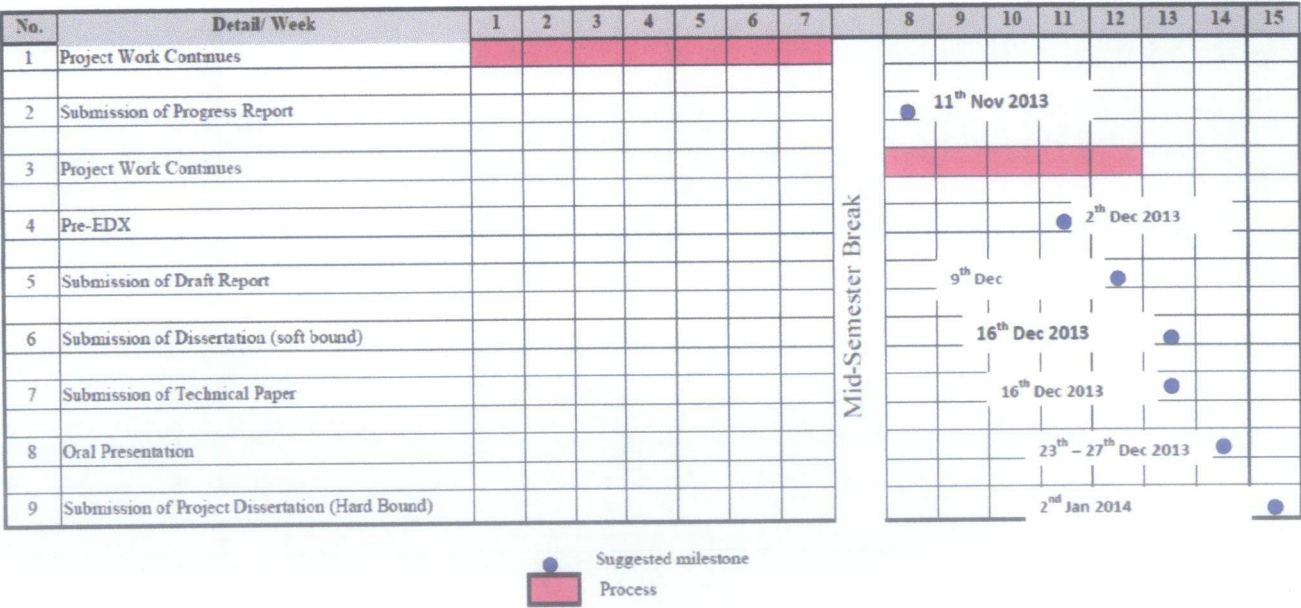 No. Detail/ Week 1 2 3 4 5 6 7 8 9 10 11 12 13 14 15
1 Project Work Continues
2 Submission of Progress Report 11th Nov 2013
3 Project Work Continues
4 Pre-EDX 2th Dec 2013
5 Submission of Draft Report 9th Dec
6 Submission of Dissertation (soft bound) 16th Dec 2013
7 Submission of Technical Paper 16th Dec 2013
8 Oral Presentation 23th – 27th Dec 2013
9 Submission of Project Dissertation (Hard Bound) 2nd Jan 2014
Mid-Semester Break
Suggested milestone
Process